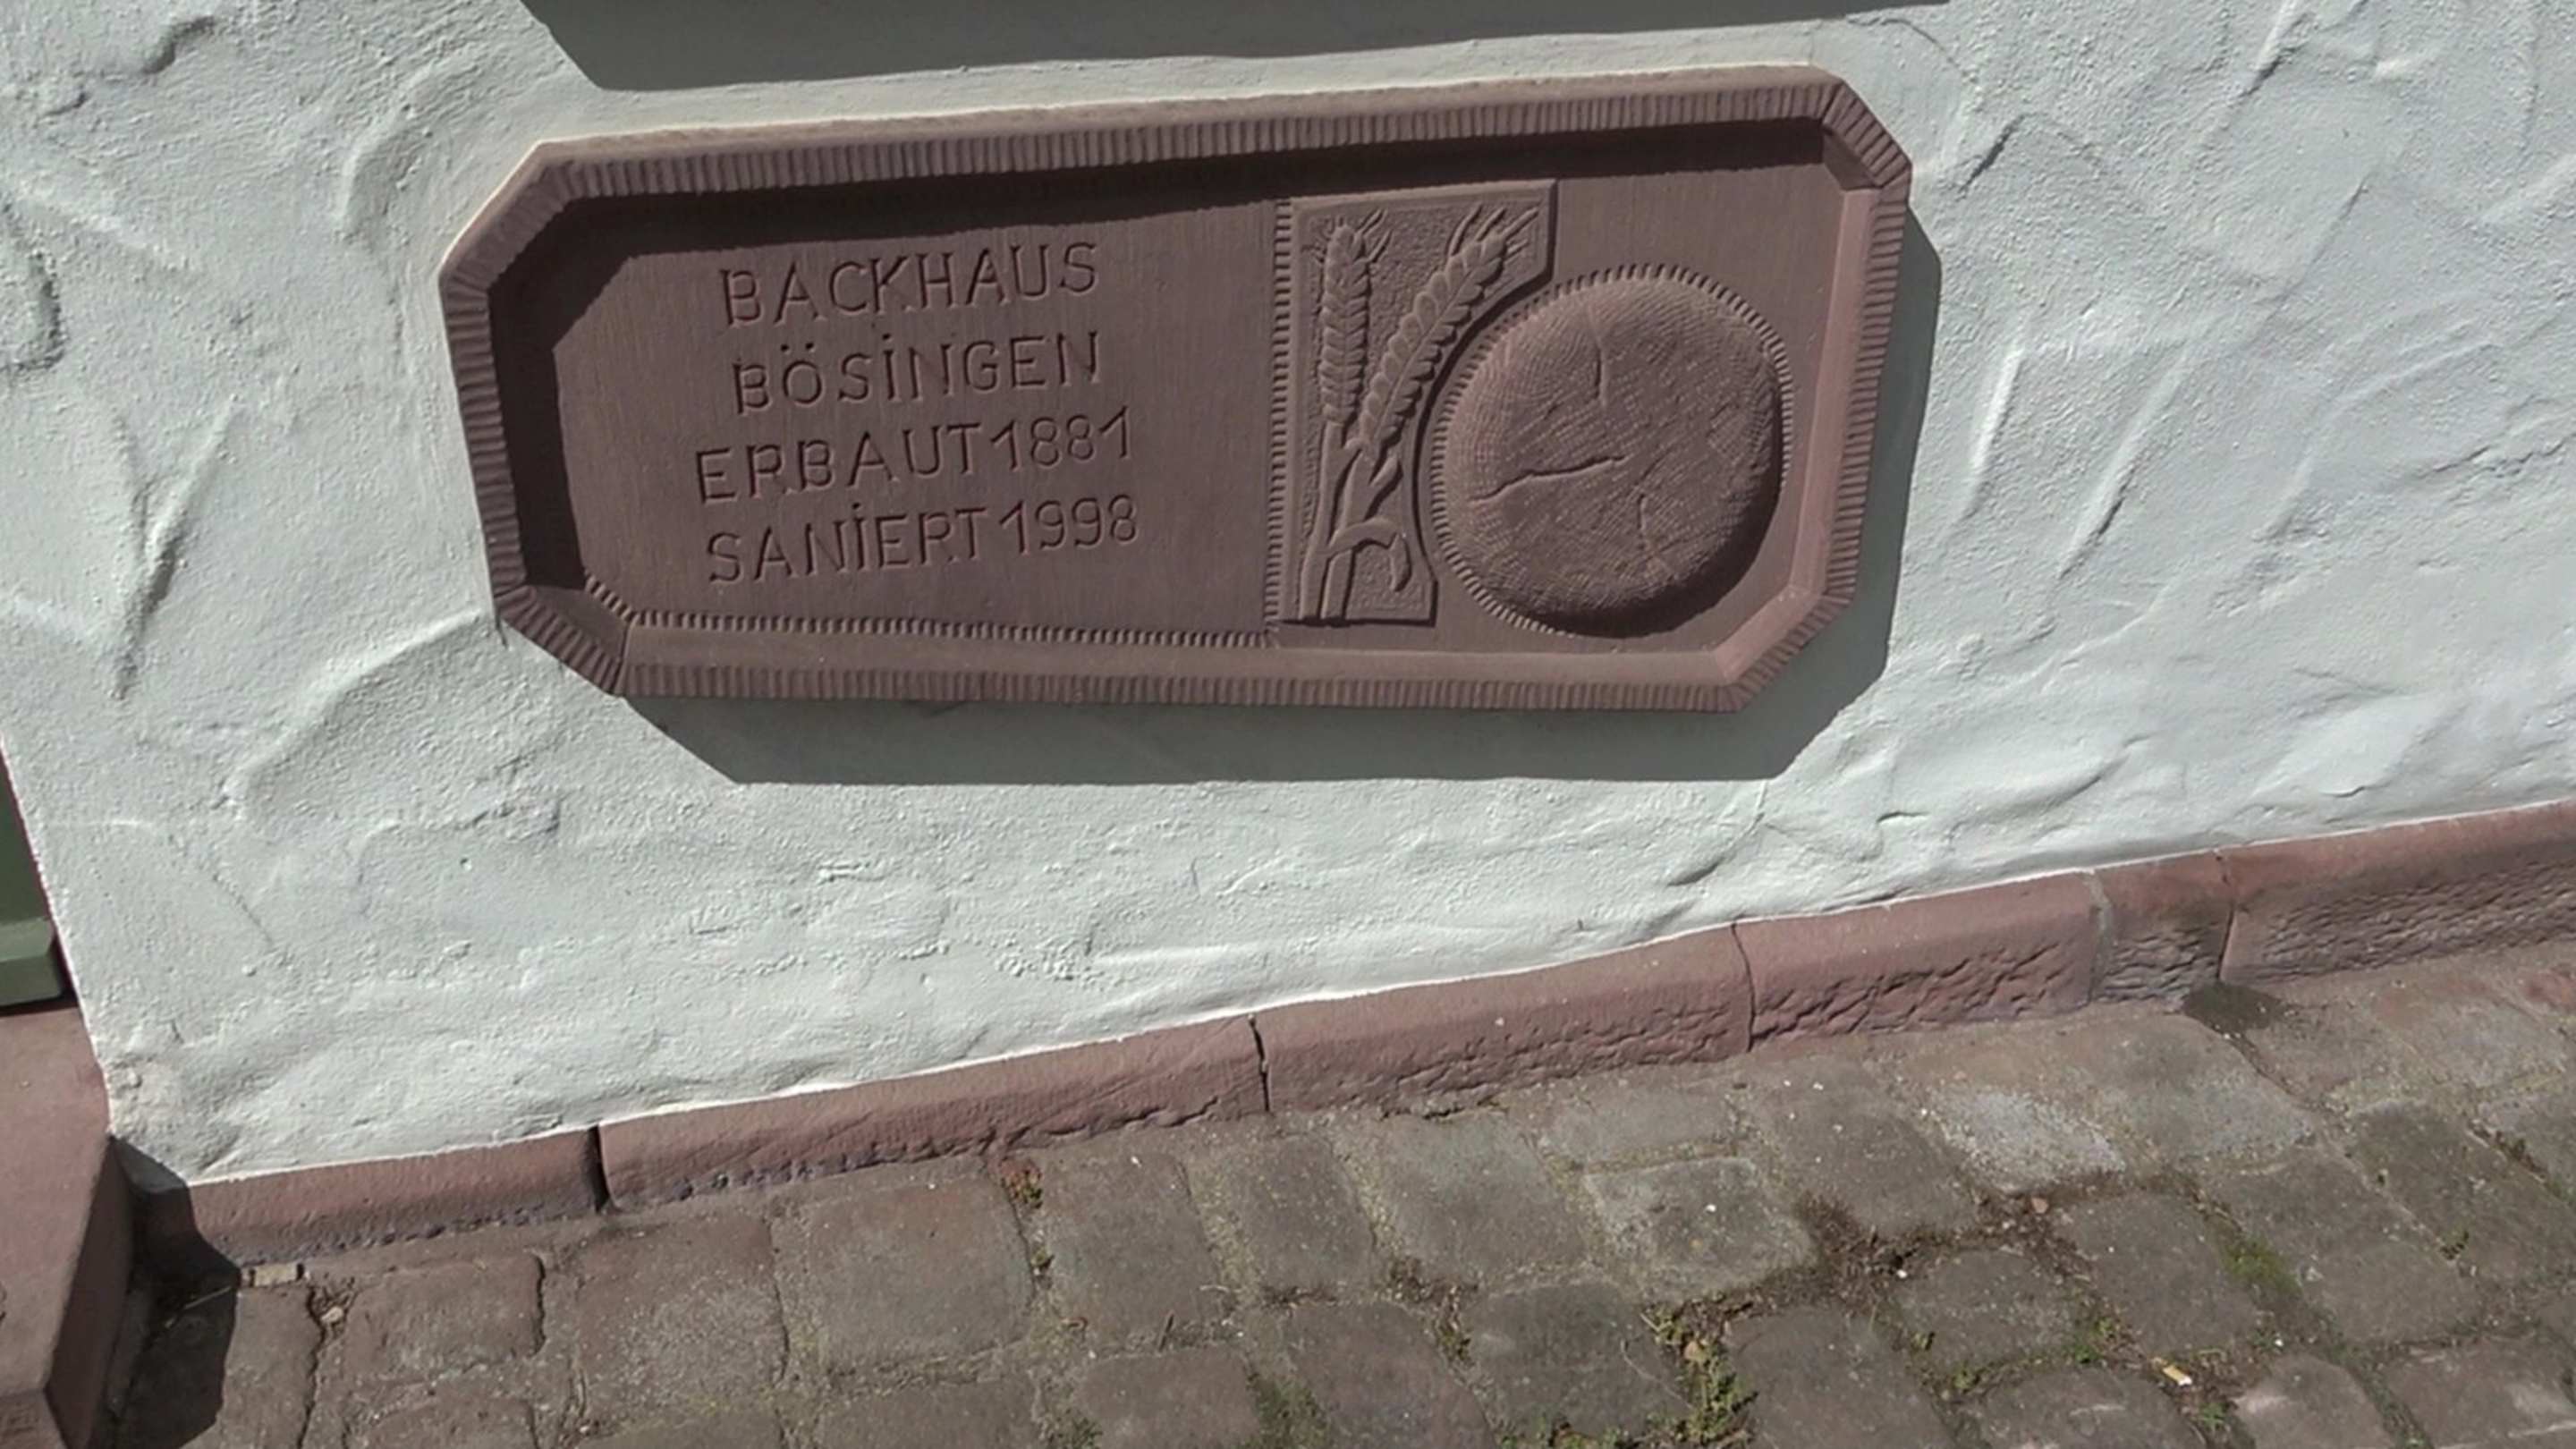 BACKHAUS
BÖSINGEN
ERBAUT 1881
SANIERT 1998